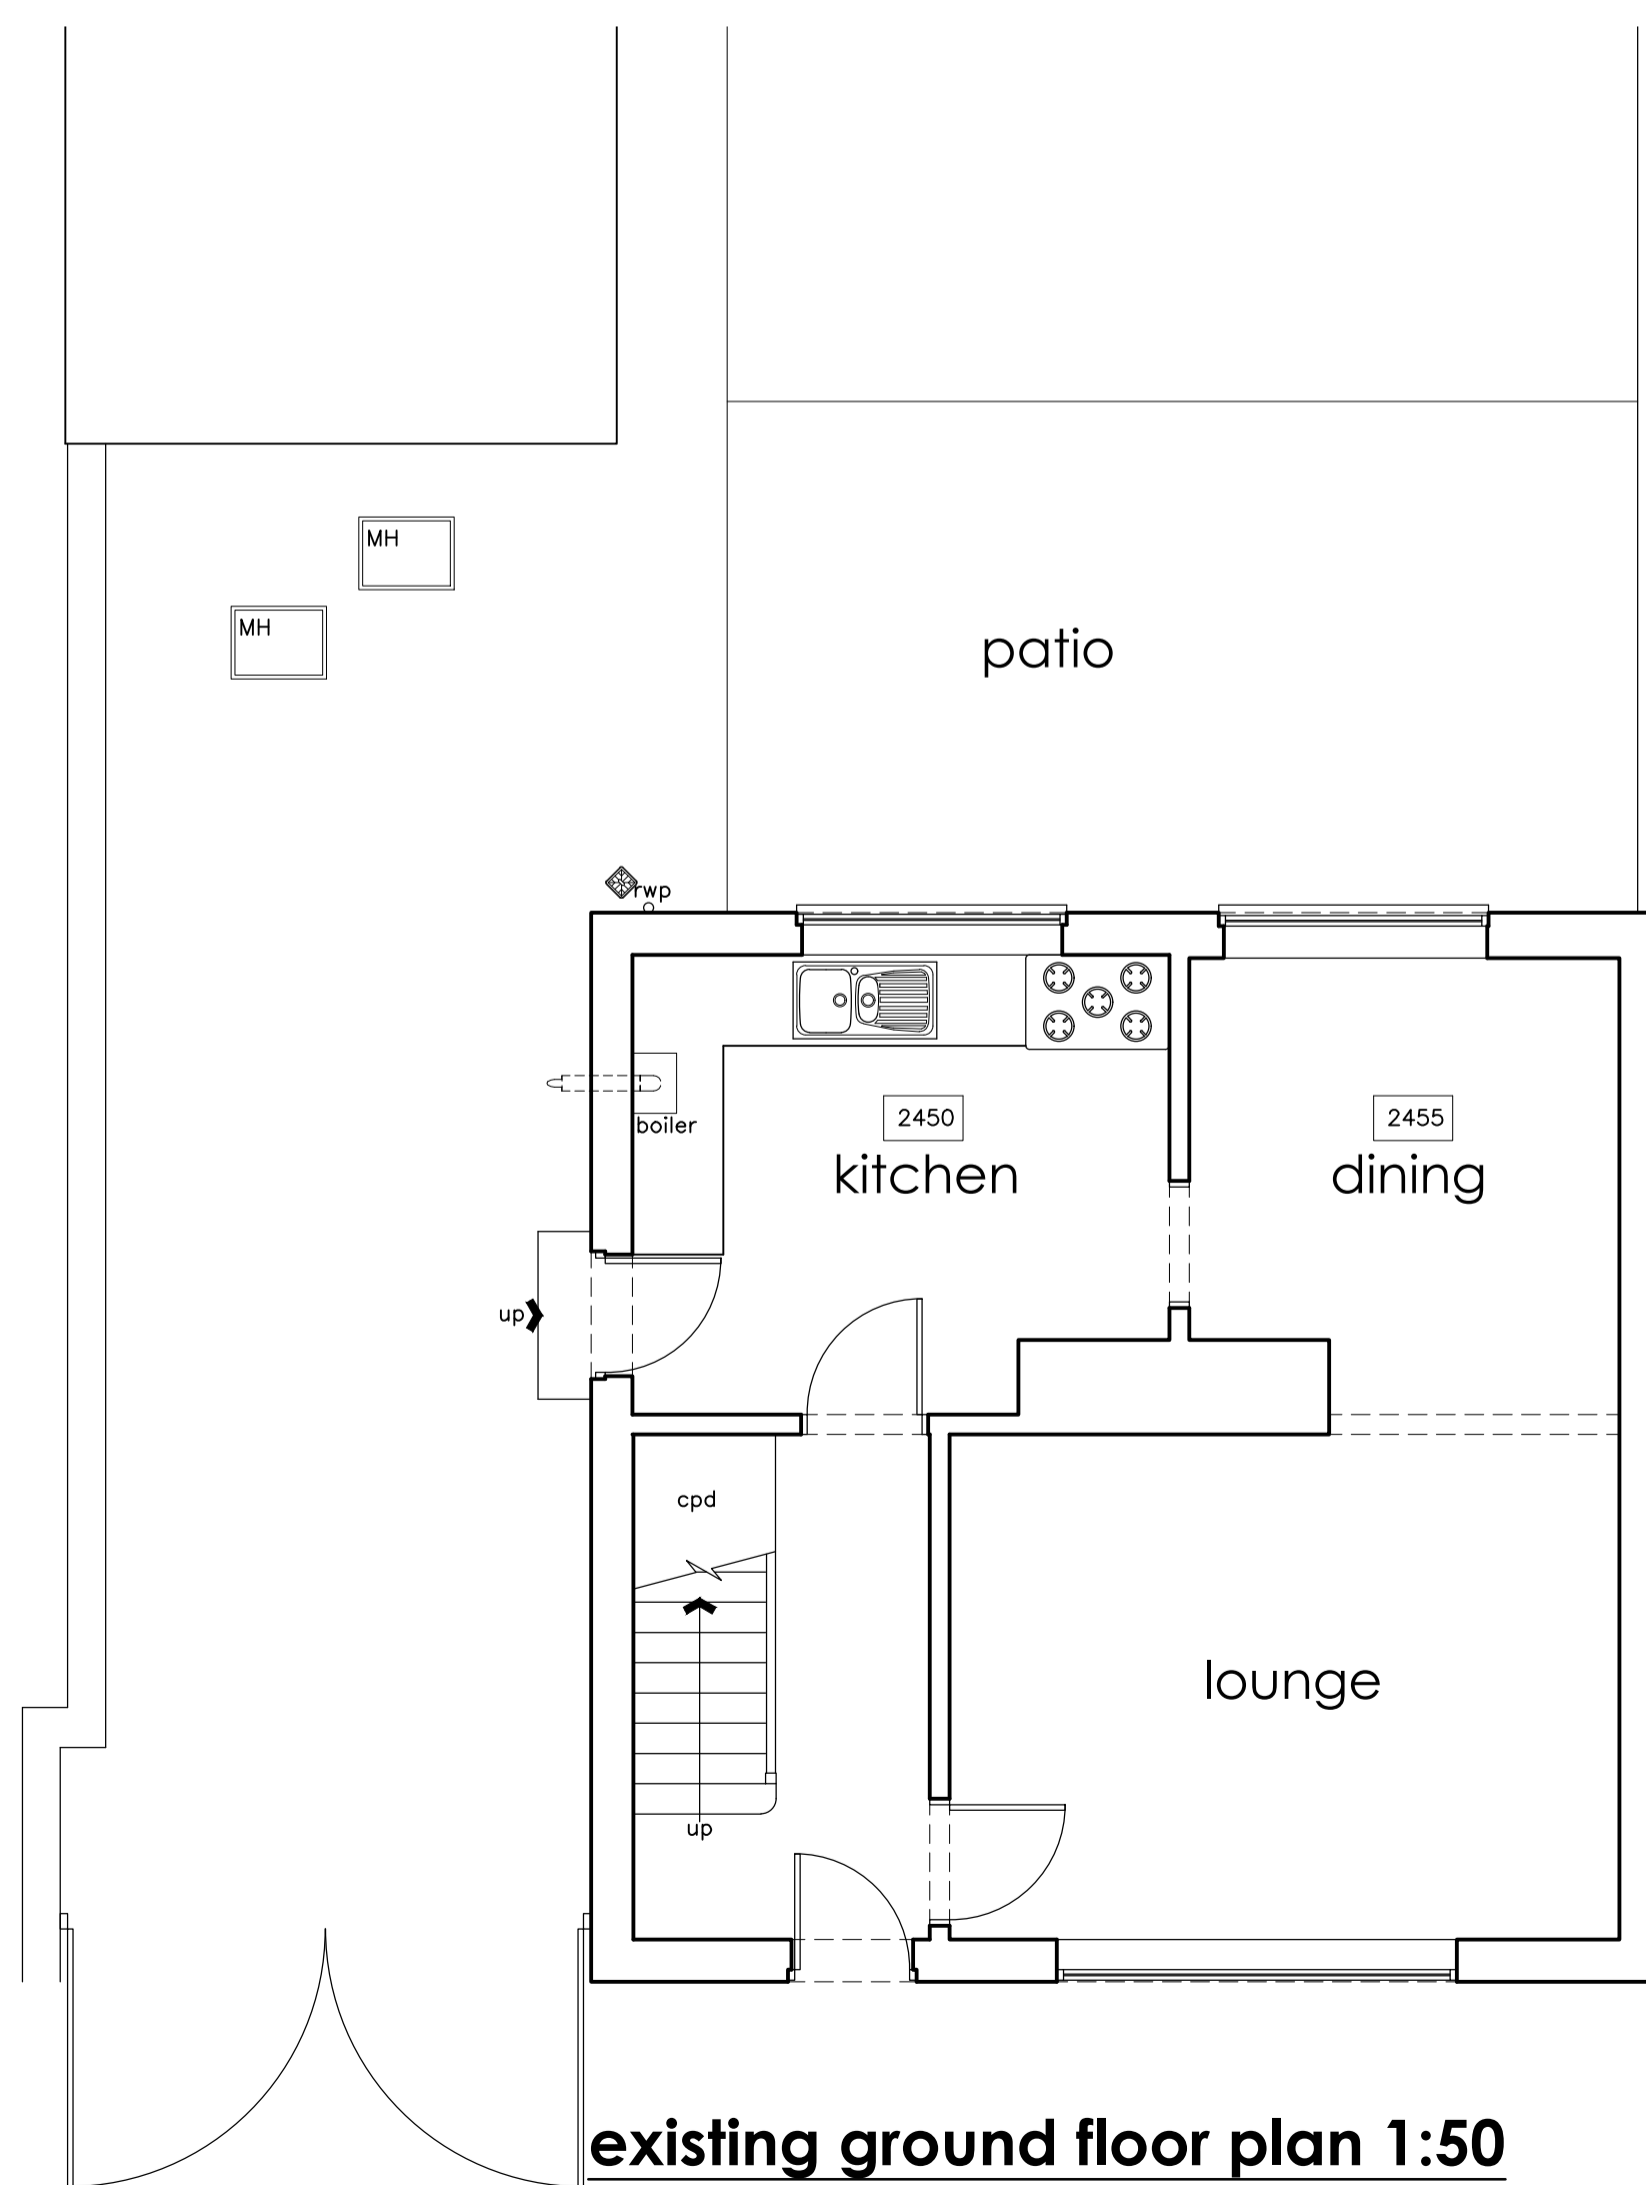 MH
MH
patio
rwp
boiler
2450
kitchen
2455
dining
up
cpd
lounge
up
existing ground floor plan 1:50